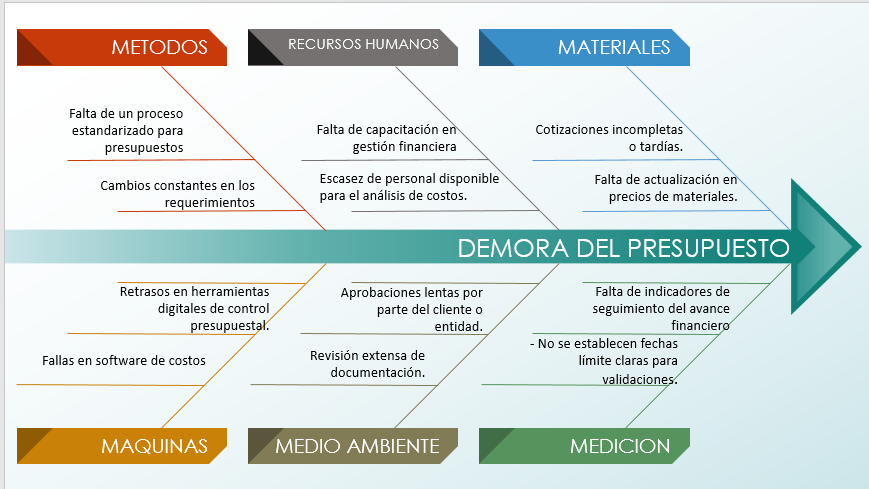 METODOS
RECURSOS HUMANOS
MATERIALES
Falta de un proceso
estandarizado para
presupuestos
Cambios constantes en los
requerimientos
Falta de capacitación en
gestión financiera
Escasez de personal disponible
para el análisis de costos.
Cotizaciones incompletas
o tardías.
Falta de actualización en
precios de materiales.
DEMORA DEL PRESUPUESTO
Retrasos en herramientas
digitales de control
presupuestal.
Fallas en software de costos
Aprobaciones lentas por
parte del cliente o
entidad.
Revisión extensa de
documentación.
Falta de indicadores de
seguimiento del avance
financiero
- No se establecen fechas
límite claras para
validaciones.
MAQUINAS
MEDIO AMBIENTE
MEDICION